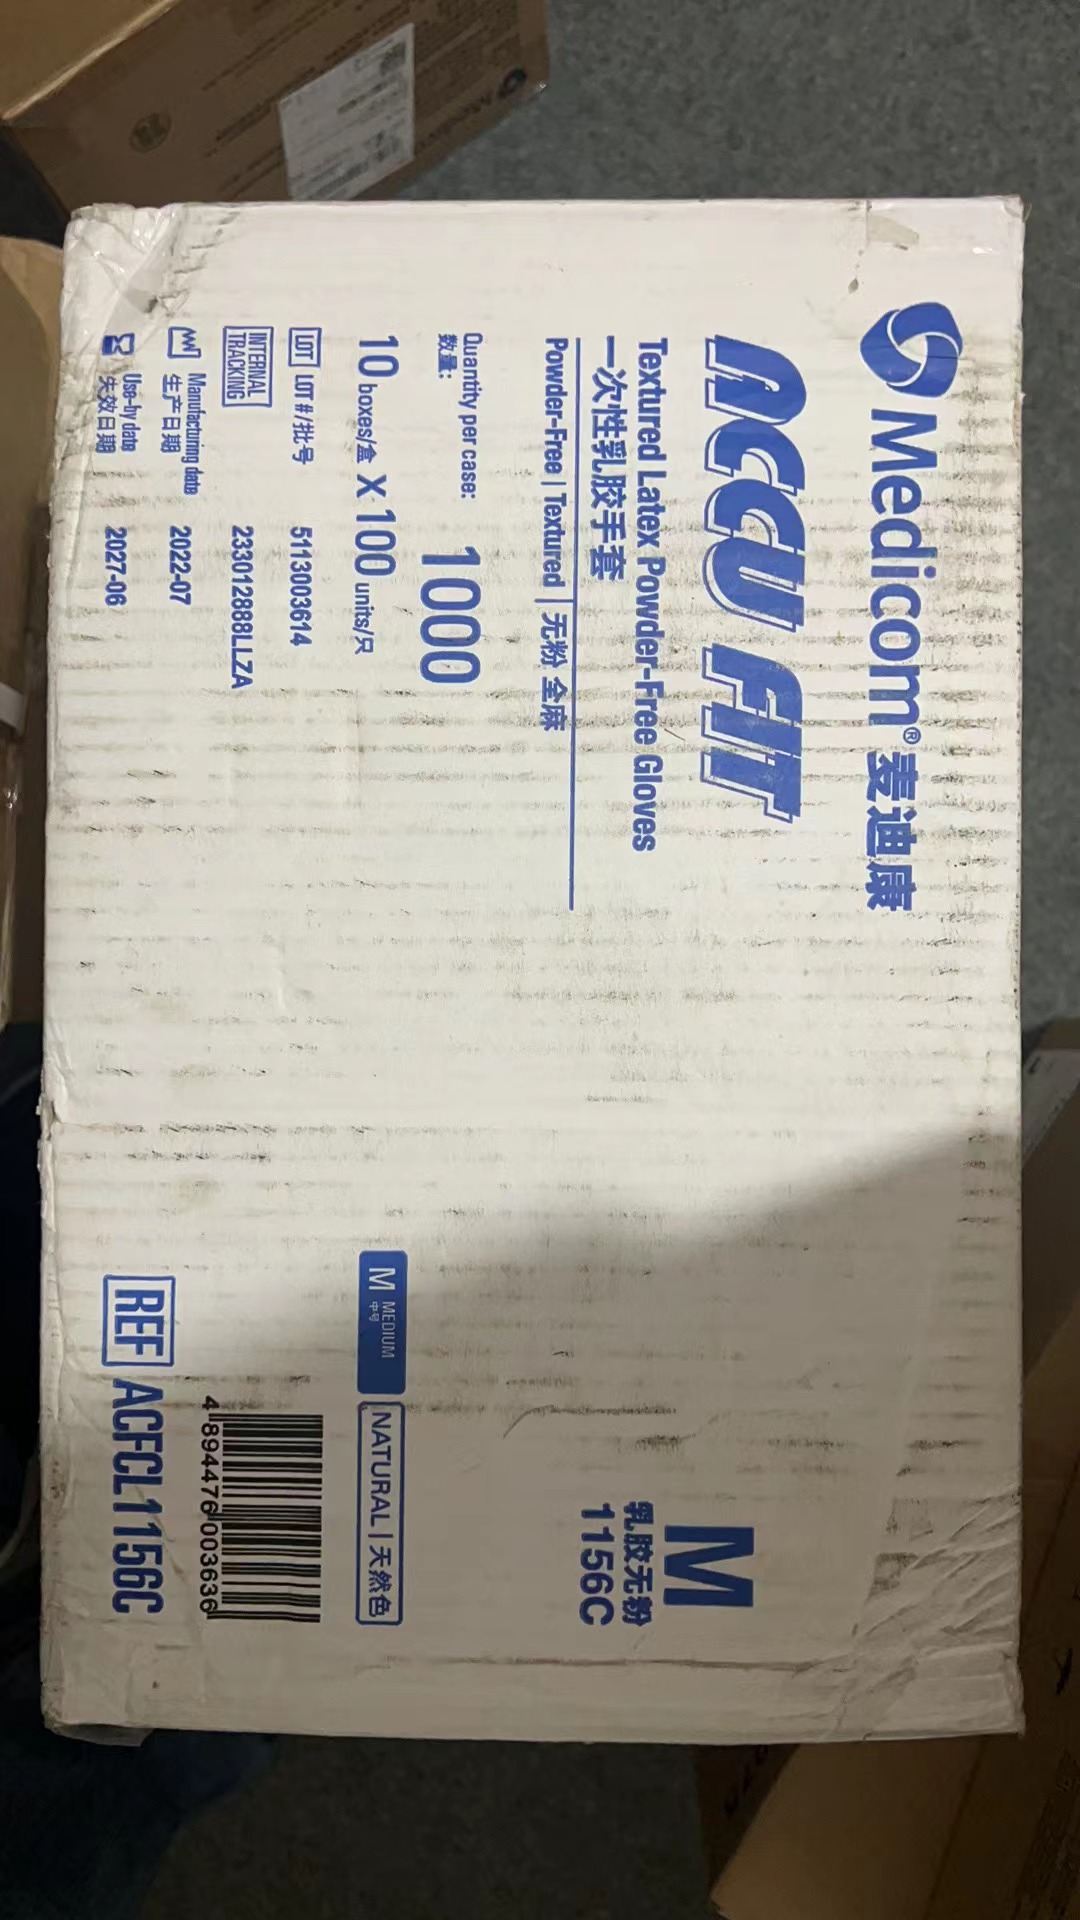 Medicom® 麦迪康
ACCU FIT
Textured Latex Powder-Free Gloves
一次性乳胶手套
Powder-Free | Textured | 无粉 全麻
Quantity per case:
数量:
1000
10 boxes/盒 X 100 units/只
LOT LOT #/批号 5113003614
INTERNAL TRACKING 233012888LLZA
Manufacturing date
生产日期 2022-07
Use-by date
失效日期 2027-06
M
乳胶无粉
1156C
M MEDIUM 中号 NATURAL | 天然色
4 894476 003636
REF ACFCL1156C